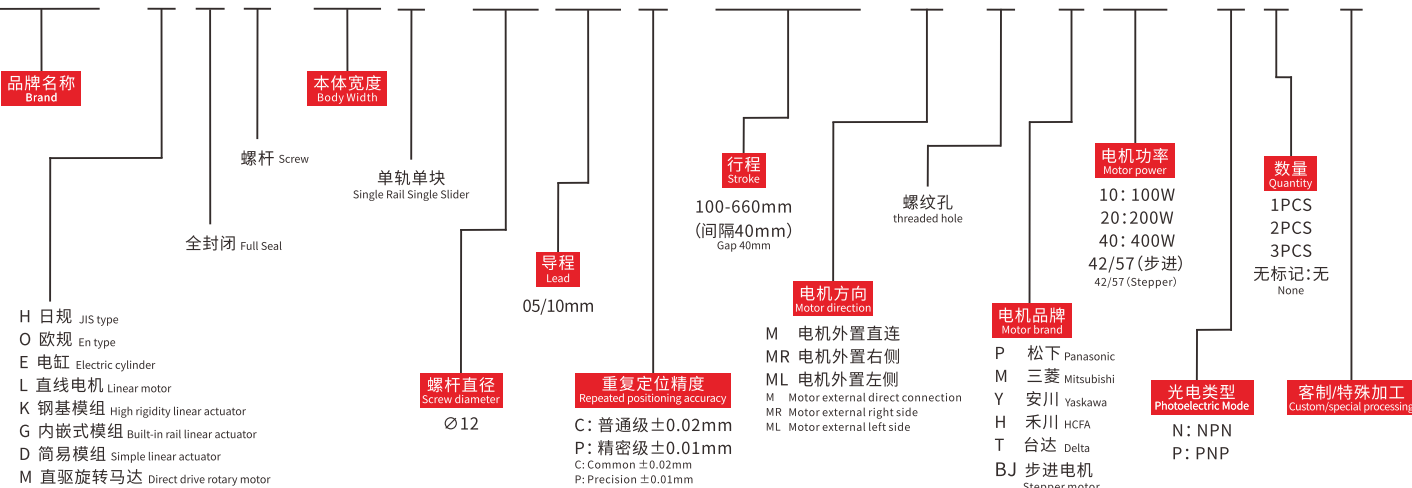 品牌名称
Brand
H 日规 JIS type
O 欧规 En type
E 电缸 Electric cylinder
L 直线电机 Linear motor
K 钢基模组 High rigidity linear actuator
G 内嵌式模组 Built-in rail linear actuator
D 简易模组 Simple linear actuator
M 直驱旋转马达 Direct drive rotary motor
全封闭 Full Seal
螺杆 Screw
本体宽度
Body Width
单轨单块
Single Rail Single Slider
螺杆直径
Screw diameter
∅12
导程
Lead
05/10mm
重复定位精度
Repeated positioning accuracy
C：普通级±0.02mm
P：精密级±0.01mm
C: Common ±0.02mm
P: Precision ±0.01mm
行程
Stroke
100-660mm
（间隔40mm）
Gap 40mm
电机方向
Motor direction
M 电机外置直连
MR 电机外置右侧
ML 电机外置左侧
M Motor external direct connection
MR Motor external right side
ML Motor external left side
螺纹孔
threaded hole
电机品牌
Motor brand
P 松下 Panasonic
M 三菱 Mitsubishi
Y 安川 Yaskawa
H 禾川 HCFA
T 台达 Delta
BJ 步进电机
Stepper motor
电机功率
Motor power
10：100W
20:200W
40：400W
42/57（步进）
42/57（Stepper）
光电类型
Photoelectric Mode
N：NPN
P：PNP
数量
Quantity
1PCS
2PCS
3PCS
无标记：无
None
客制/特殊加工
Custom/special processing